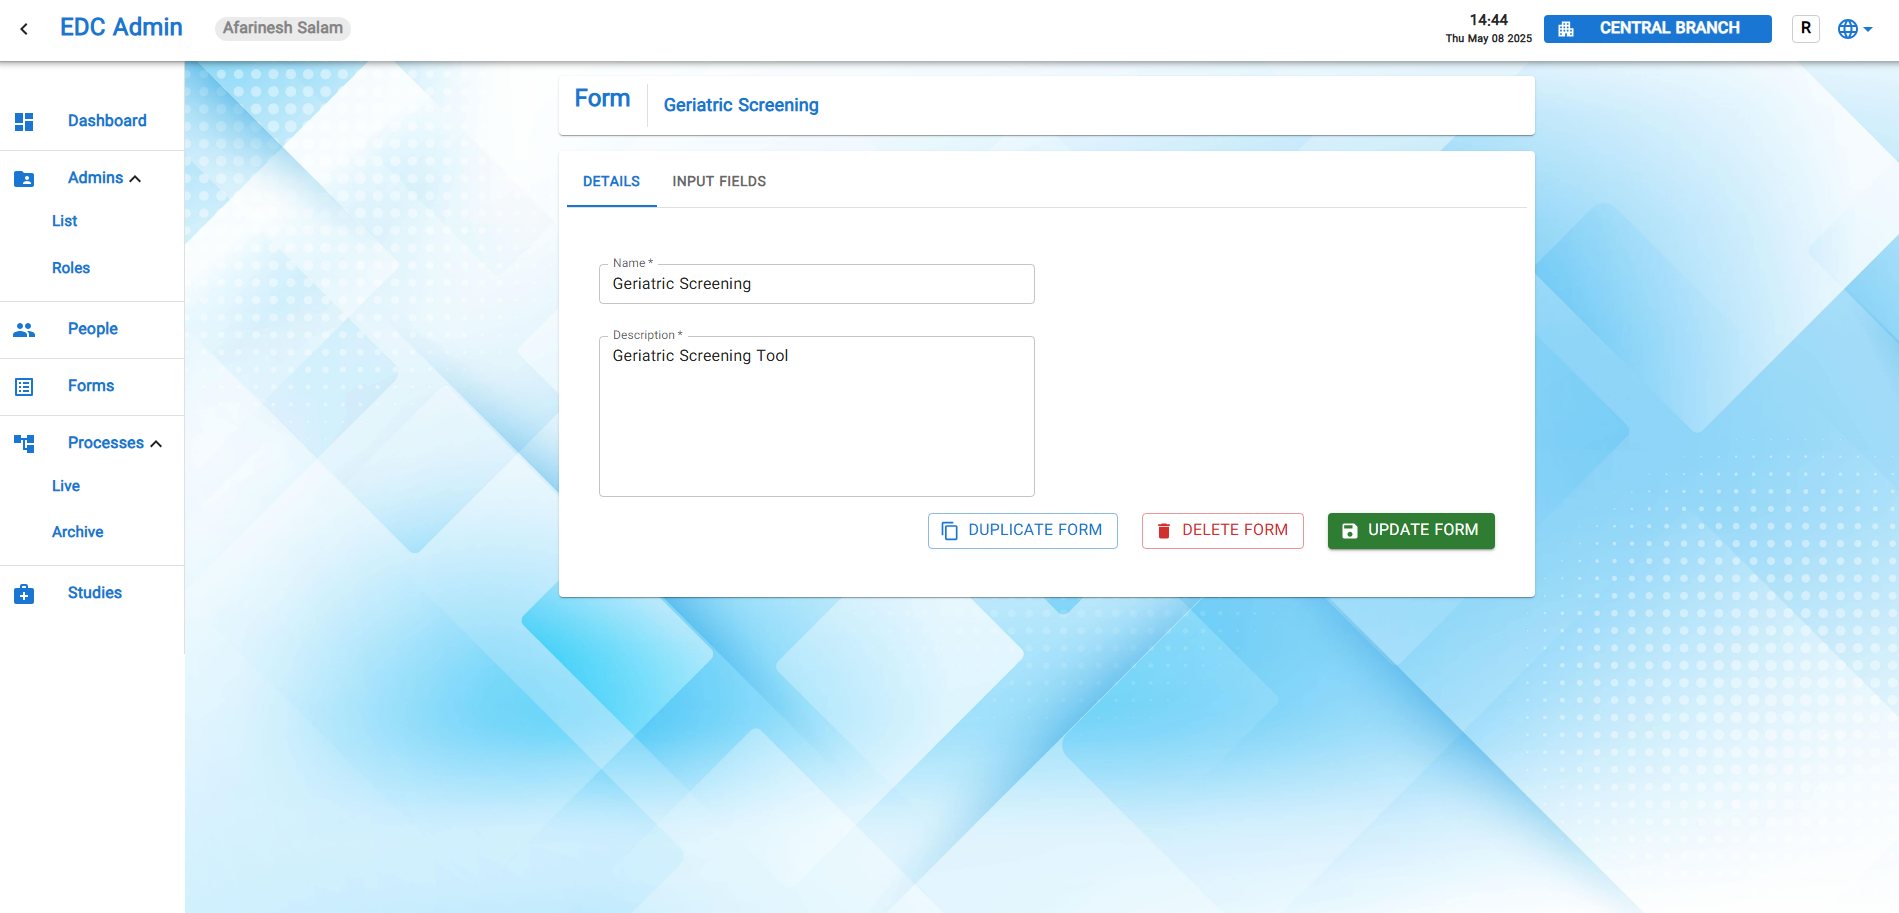 EDC Admin
Afarinesh Salam
14:44
Thu May 08 2025
CENTRAL BRANCH
R
Dashboard
Admins
List
Roles
People
Forms
Processes
Live
Archive
Studies
Form
Geriatric Screening
DETAILS
INPUT FIELDS
Name *
Geriatric Screening
Description *
Geriatric Screening Tool
DUPLICATE FORM
DELETE FORM
UPDATE FORM